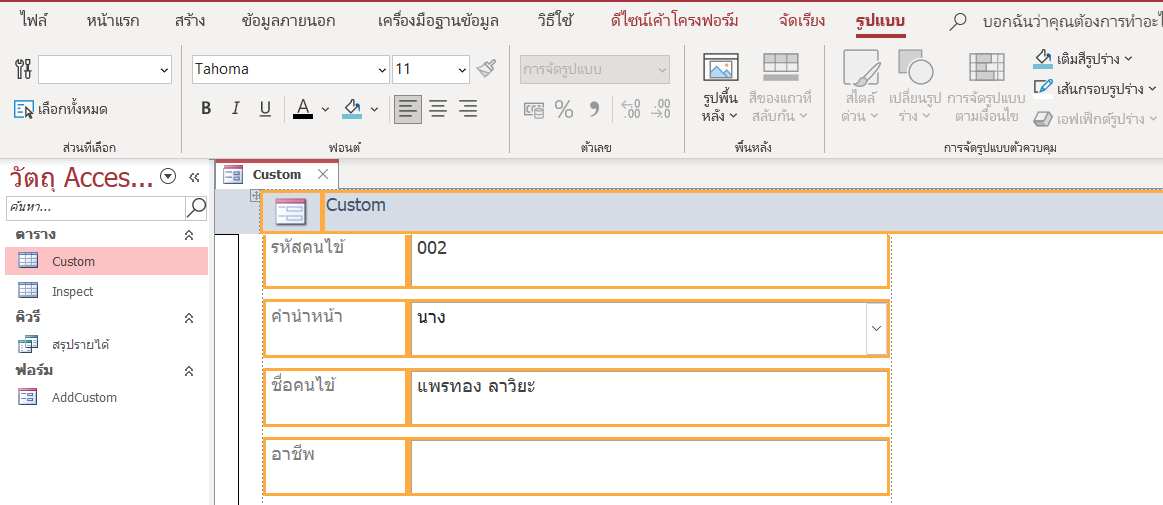 ไฟล์ หน้าแรก สร้าง ข้อมูลภายนอก เครื่องมือฐานข้อมูล วิธีใช้ ดีไซน์เค้าโครงฟอร์ม จัดเรียง รูปแบบ บอกฉันว่าคุณต้องการทำอะไ
Tahoma 11 การจัดรูปแบบ
เลือกทั้งหมด B I U A % .00
รูปพื้นหลัง สีของแถวที่สลับกัน สไตล์ด่วน เปลี่ยนรูปร่าง การจัดรูปแบบตามเงื่อนไข
เติมสีรูปร่าง
เส้นกรอบรูปร่าง
เอฟเฟ็กต์รูปร่าง
ส่วนที่เลือก ฟอนต์ ตัวเลข พื้นหลัง การจัดรูปแบบตัวควบคุม
วัตถุ Acces...
ค้นหา...
ตาราง
Custom
Inspect
คิวรี
สรุปรายได้
ฟอร์ม
AddCustom
Custom
Custom
รหัสคนไข้ 002
คำนำหน้า นาง
ชื่อคนไข้ แพรทอง ลาวิยะ
อาชีพ